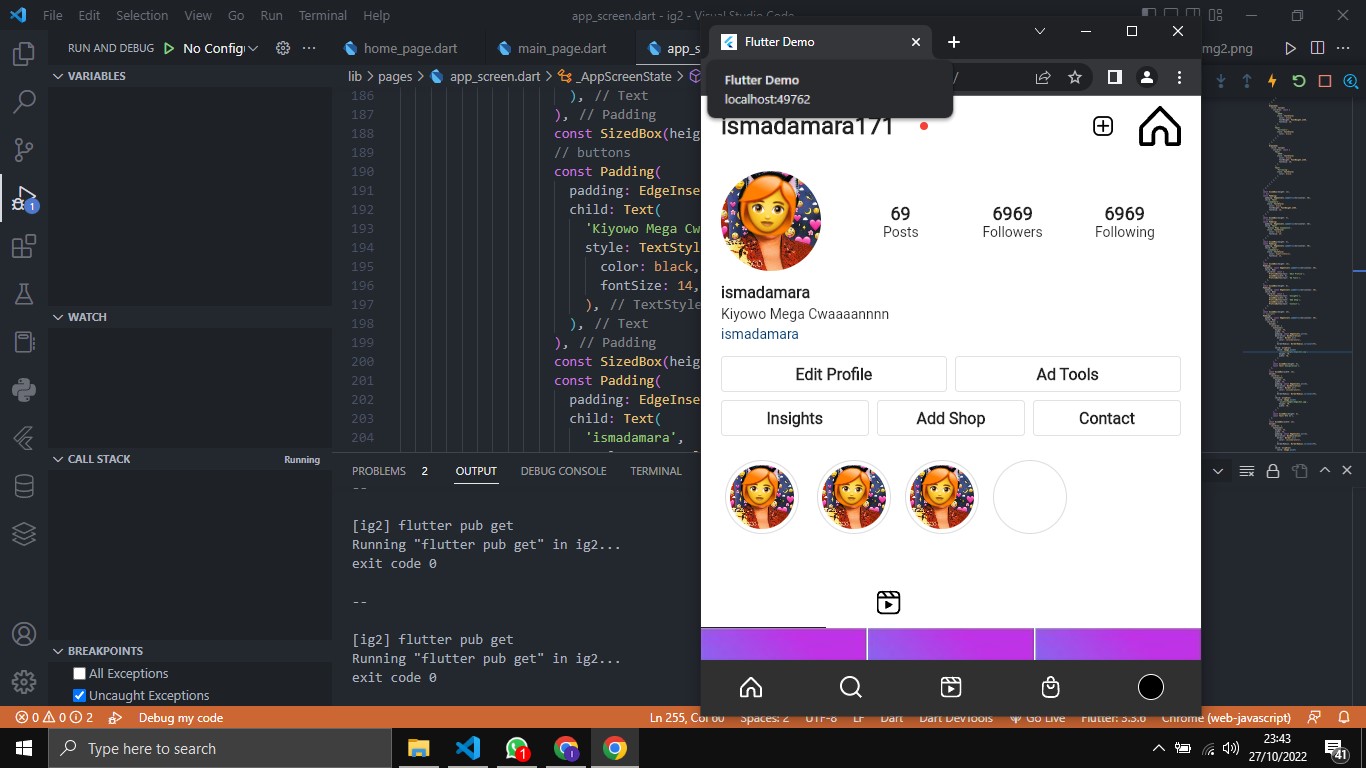 File Edit Selection View Go Run Terminal Help
app_screen.dart - ig2 - Visual Studio Code
RUN AND DEBUG No Config
home_page.dart
main_page.dart
app_s
mg2.png
lib > pages > app_screen.dart > _AppScreenState >
VARIABLES
WATCH
CALL STACK
Running
BREAKPOINTS
All Exceptions
Uncaught Exceptions
1
186 ), // Text
187 ), // Padding
188 const SizedBox(heig
189 // buttons
190 const Padding(
191 padding: EdgeInse
192 child: Text(
193 'Kiyowo Mega Cw
194 style: TextStyl
195 color: black,
196 fontSize: 14,
197 ), // TextStyle
198 ), // Text
199 ), // Padding
200 const SizedBox(heig
201 const Padding(
202 padding: EdgeInse
203 child: Text(
204 'ismadamara',
PROBLEMS 2 OUTPUT DEBUG CONSOLE TERMINAL
--
[ig2] flutter pub get
Running "flutter pub get" in ig2...
exit code 0
--
[ig2] flutter pub get
Running "flutter pub get" in ig2...
exit code 0
Flutter Demo
Flutter Demo
localhost:49762
/
ismadamara171
69 6969 6969
Posts Followers Following
ismadamara
Kiyowo Mega Cwaaaannnn
ismadamara
Edit Profile Ad Tools
Insights Add Shop Contact
0 0 2 Debug my code
Ln 255, Col 60 Spaces: 2 UTF-8 LF Dart Dart DevTools Go Live Flutter: 3.3.6 Chrome (web-javascript)
Type here to search
1
23:43
27/10/2022
41